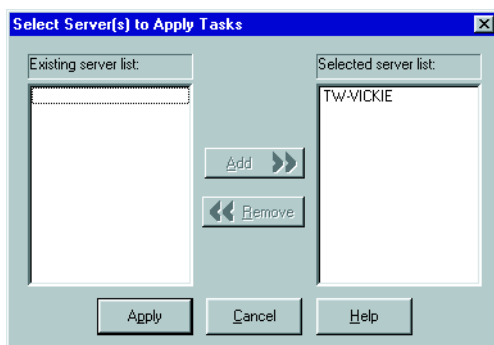 Select Server(s) to Apply Tasks
Existing server list:
Selected server list:
TW-VICKIE
Add
Remove
Apply
Cancel
Help